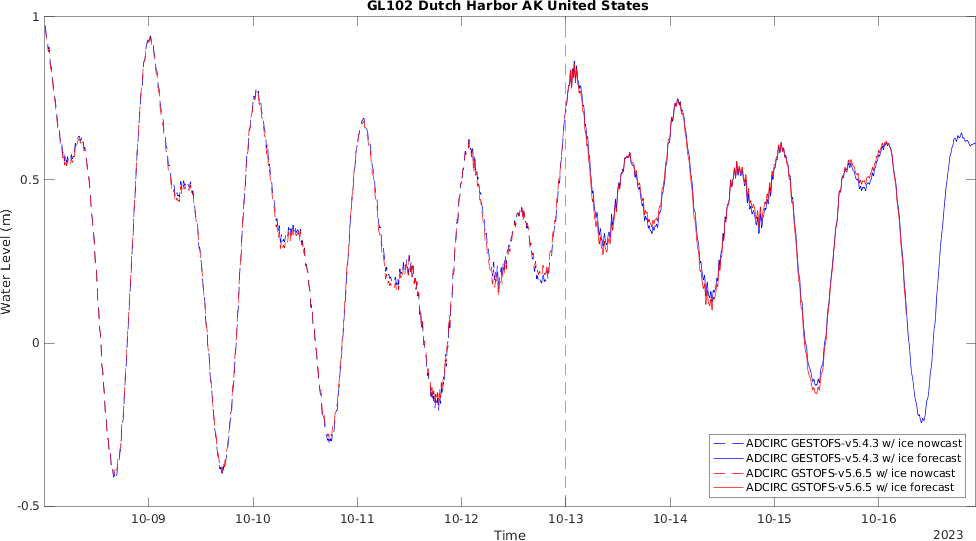 GL102 Dutch Harbor AK United States
1
0.5
0
-0.5
Water Level (m)
10-09 10-10 10-11 10-12 10-13 10-14 10-15 10-16
Time
2023
ADCIRC GESTOFS-v5.4.3 w/ ice nowcast
ADCIRC GESTOFS-v5.4.3 w/ ice forecast
ADCIRC GSTOFS-v5.6.5 w/ ice nowcast
ADCIRC GSTOFS-v5.6.5 w/ ice forecast